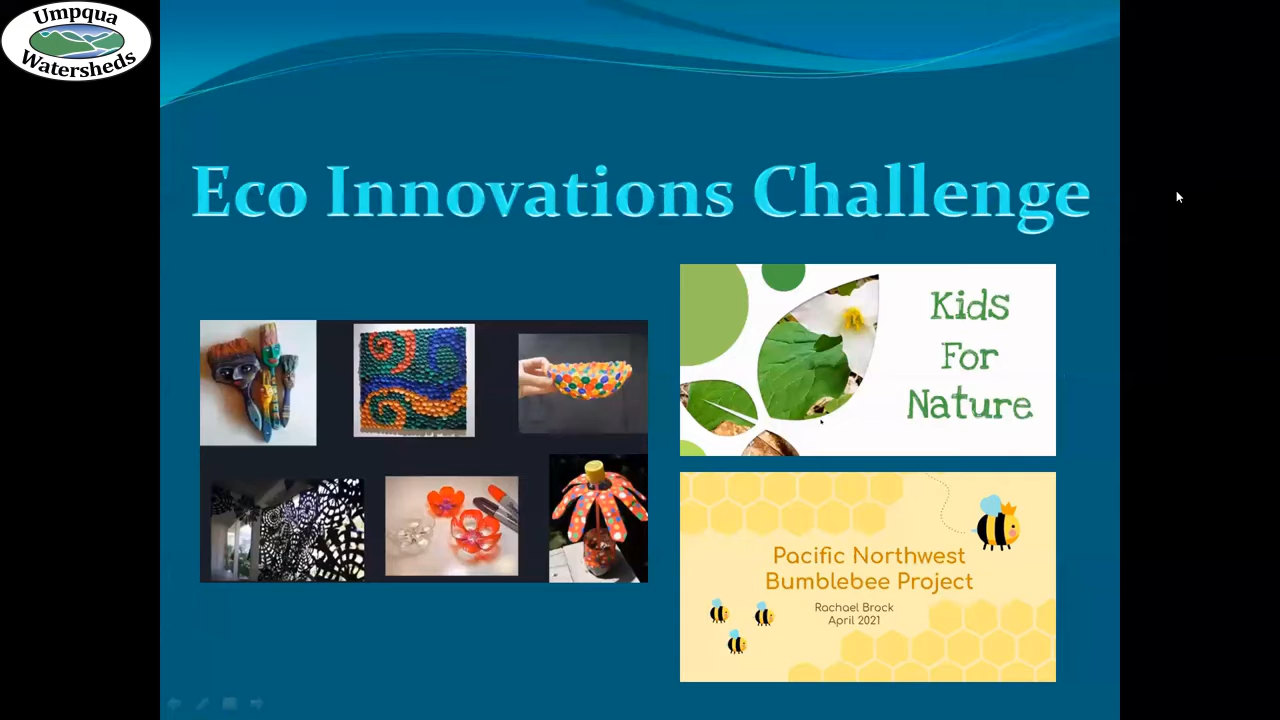 Umpqua
Watersheds
Eco Innovations Challenge
Kids
For
Nature
Pacific Northwest
Bumblebee Project
Rachael Brock
April 2021